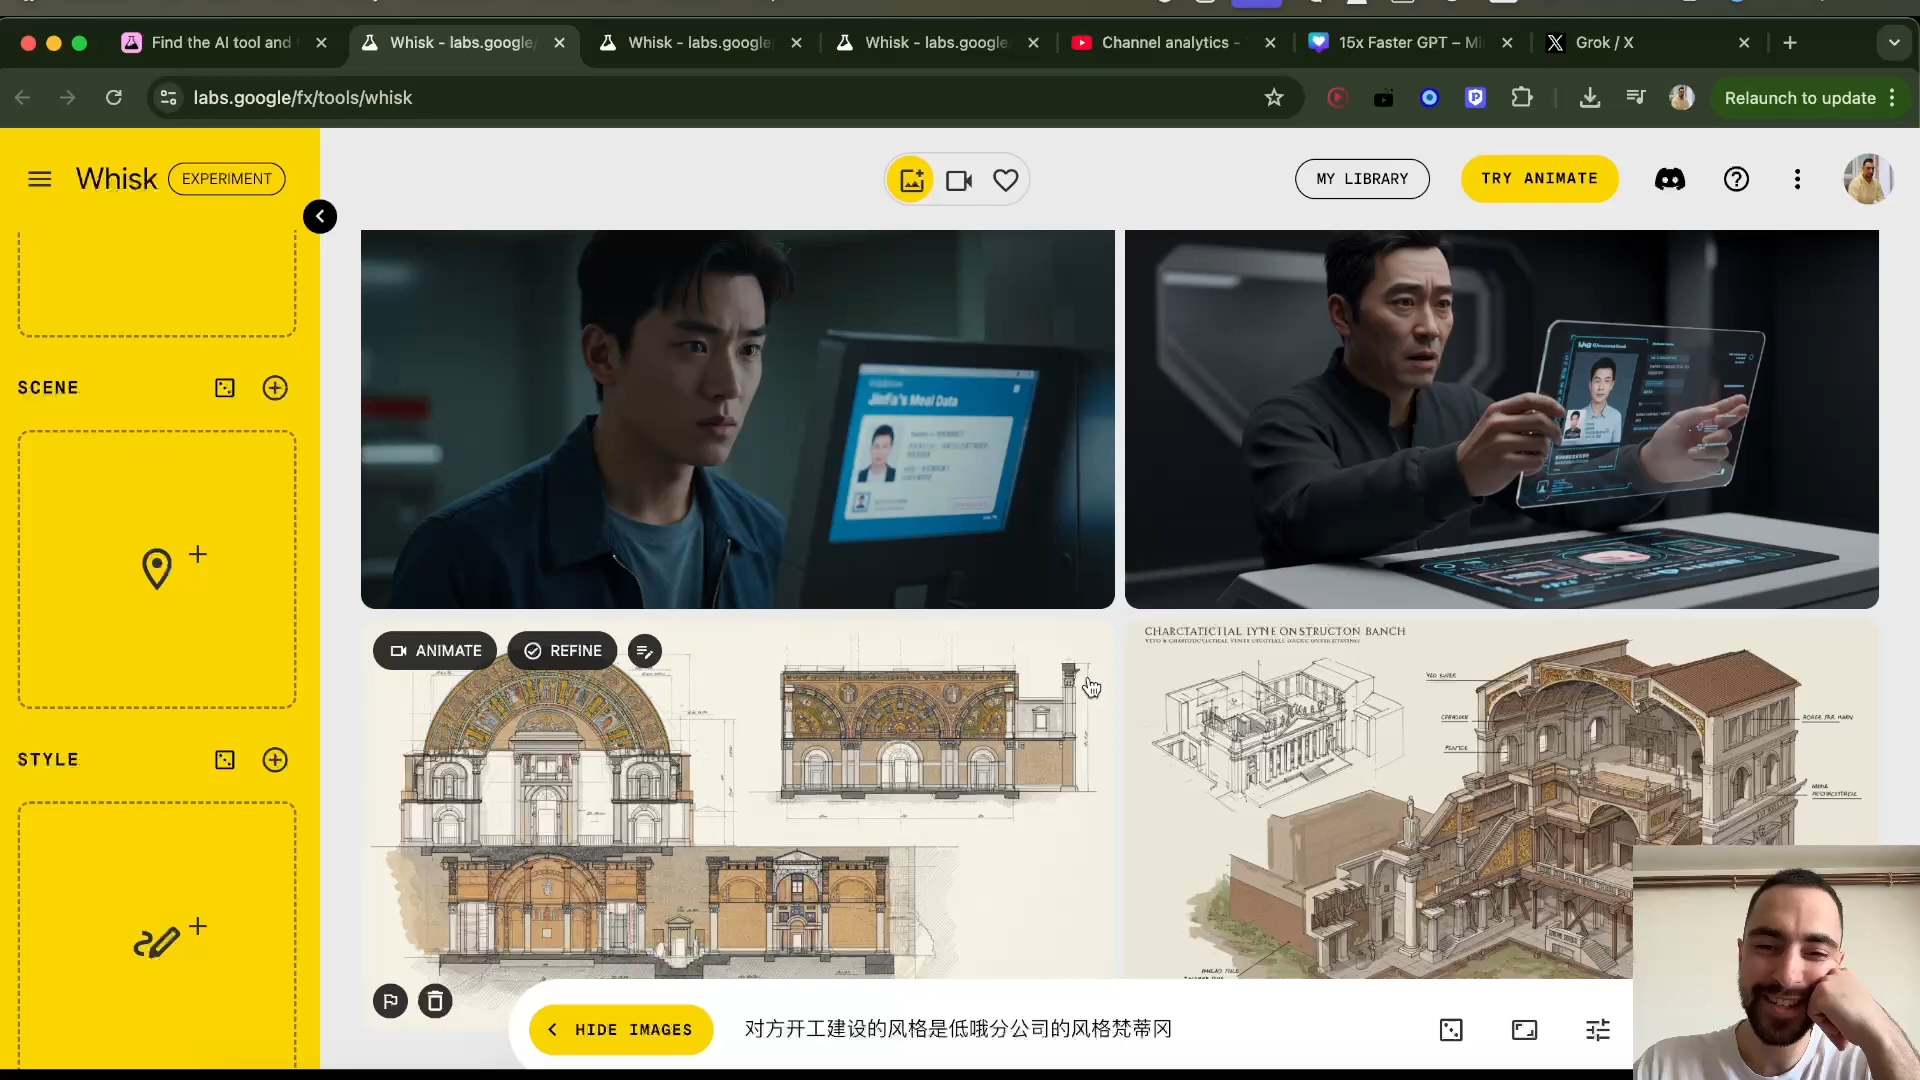 Find the AI tool and
Whisk - labs.google/
Whisk - labs.google/
Whisk - labs.google/
Channel analytics -
15x Faster GPT – Mi
Grok / X
labs.google/fx/tools/whisk
Relaunch to update
Whisk
EXPERIMENT
MY LIBRARY
TRY ANIMATE
SCENE
STYLE
Meal Data
ANIMATE
REFINE
CHARCTATICTIAL
BANCH
HIDE IMAGES
对方开工建设的风格是低哦分公司的风格梵蒂冈